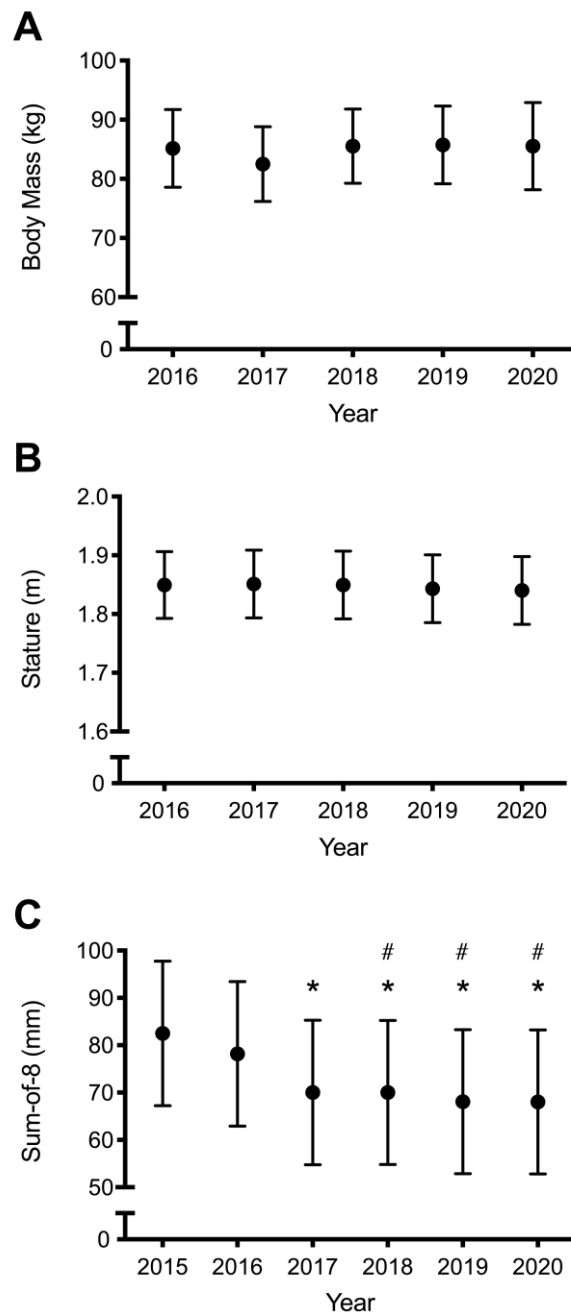 A
100
90
80
70
60
0
Body Mass (kg)
2016 2017 2018 2019 2020
Year
B
2.0
1.9
1.8
1.7
1.6
0
Stature (m)
2016 2017 2018 2019 2020
Year
C
100
90
80
70
60
50
0
Sum-of-8 (mm)
# # #
* * * *
2015 2016 2017 2018 2019 2020
Year